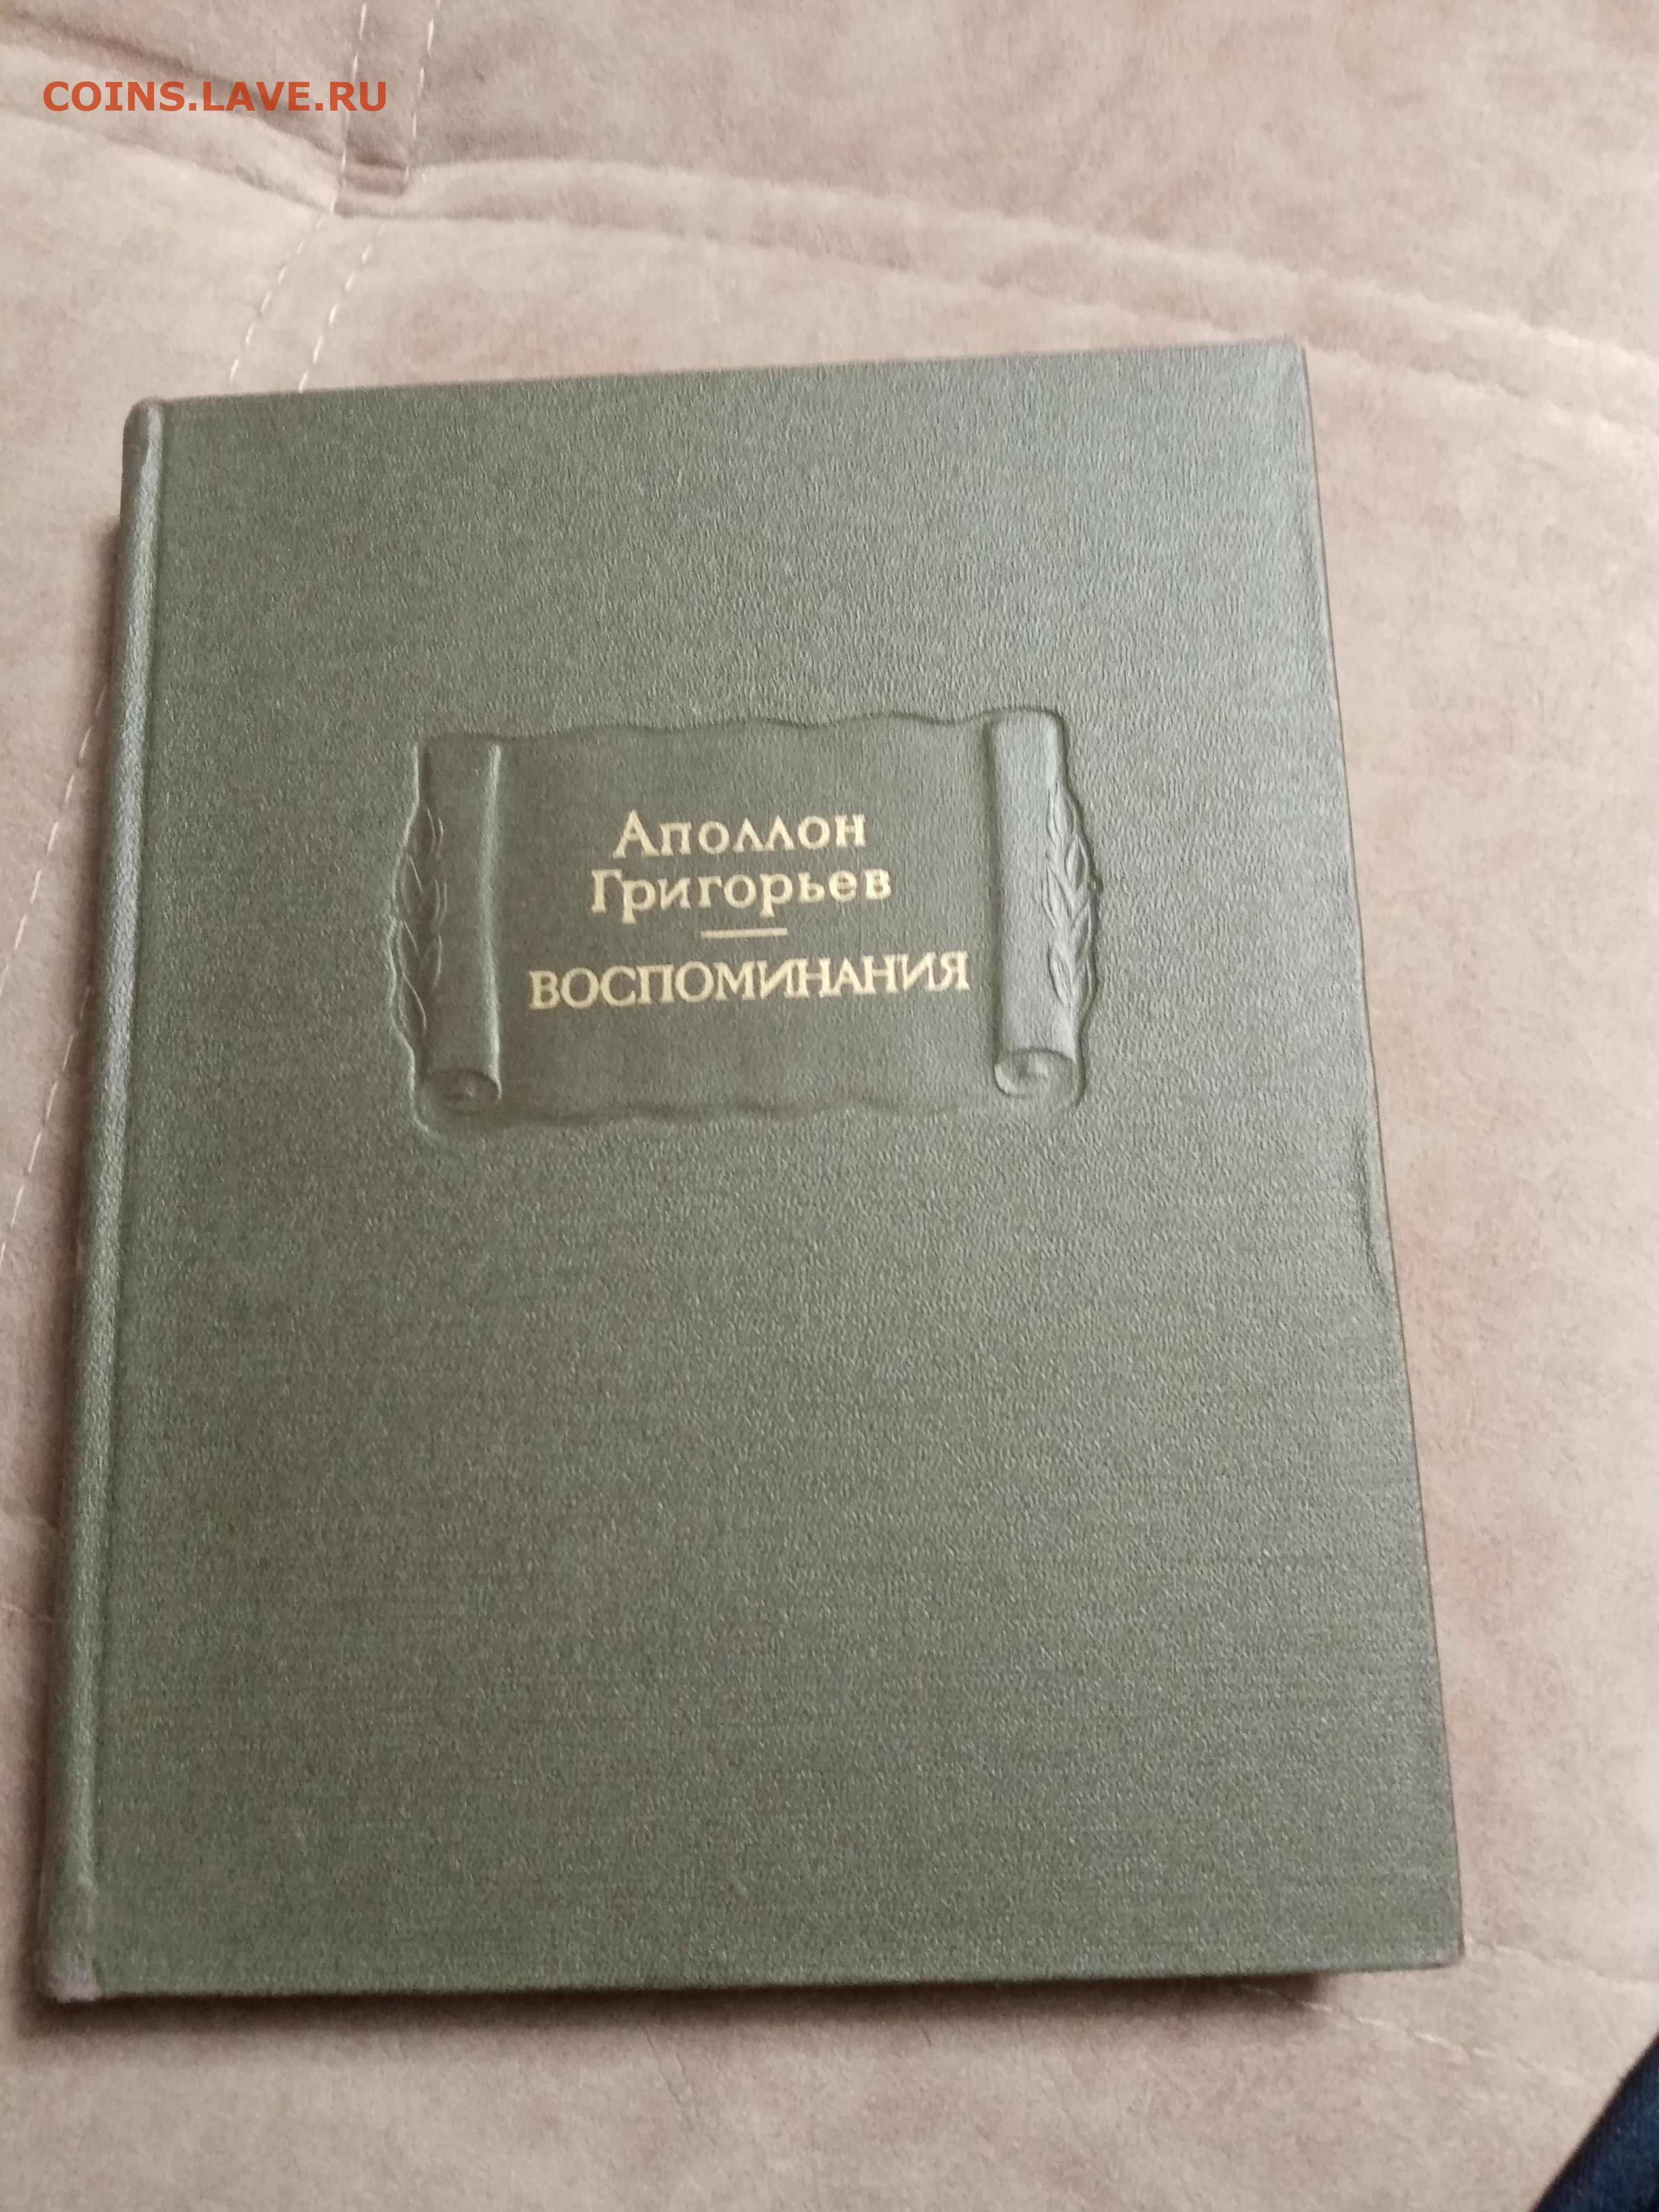 COINS.LAVE.RU
Аполлон
Григорьев
ВОСПОМИНАНИЯ